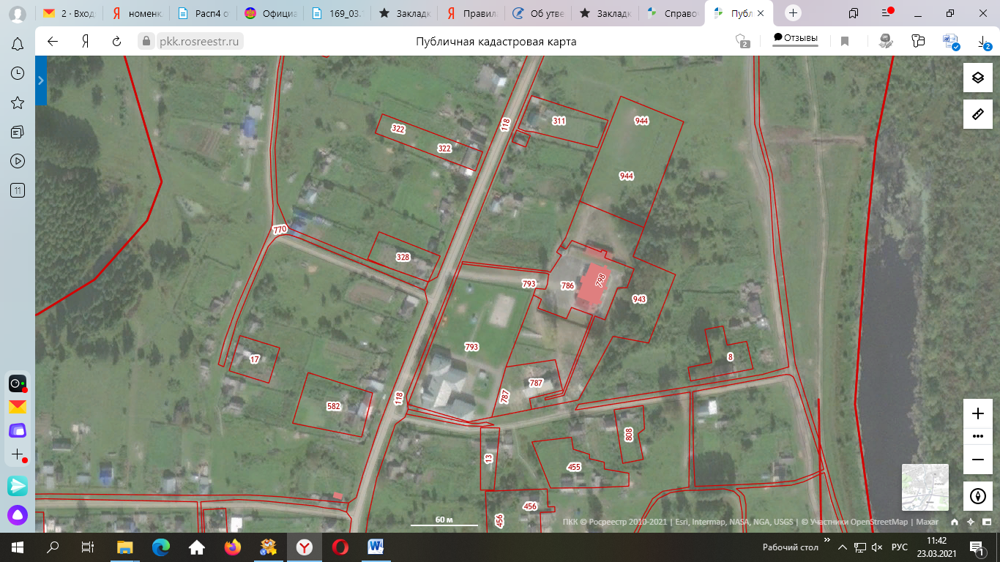 2 · Вход
номенк.
Расп4 о
Официа
169_03.
Закладк
Правил
Об утве
Закладк
Справоч
Публ
pkk.rosreestr.ru
Публичная кадастровая карта
2
Отзывы
2
11
322
322
118
311
944
944
770
328
793
786
798
943
793
17
8
787
787
582
118
808
13
455
456
456
60 м
ПКК © Росреестр 2010-2021 | Esri, Intermap, NASA, NGA, USGS | © Участники OpenStreetMap | Maxar
Рабочий стол
РУС
11:42
23.03.2021
1